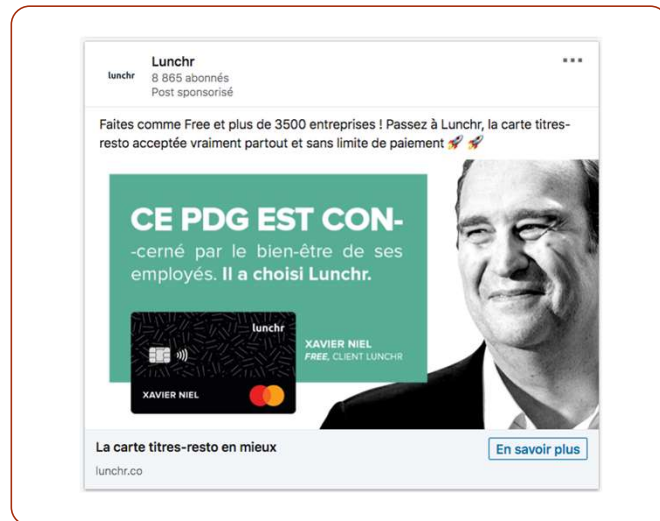 Lunchr
lunchr
8 865 abonnés
Post sponsorisé
Faites comme Free et plus de 3500 entreprises ! Passez à Lunchr, la carte titres-
resto acceptée vraiment partout et sans limite de paiement 🚀 🚀
CE PDG EST CON-
-cerné par le bien-être de ses
employés. Il a choisi Lunchr.
lunchr
XAVIER NIEL
FREE, CLIENT LUNCHR
XAVIER NIEL
La carte titres-resto en mieux
En savoir plus
lunchr.co